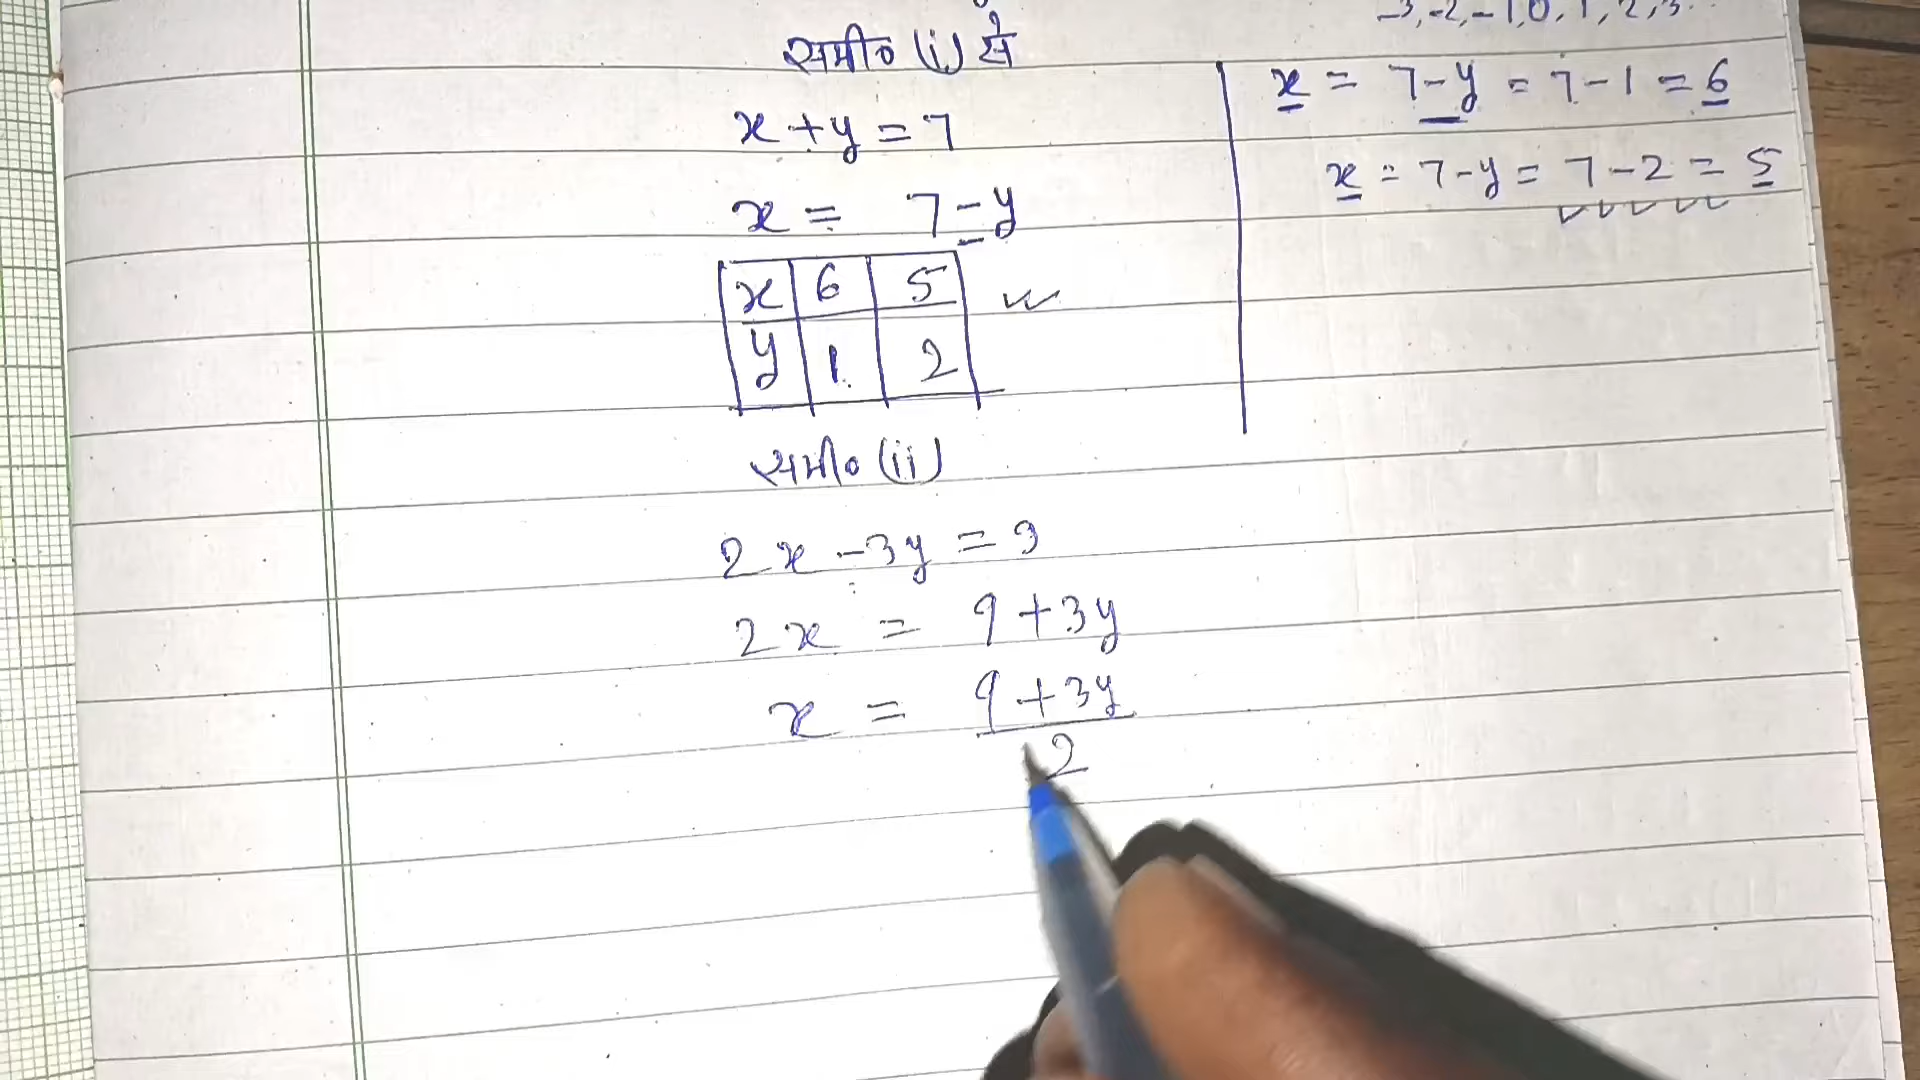 समी० (i) से
x + y = 7
x = 7 - y
x 6 5
y 1 2
समी० (ii)
2x - 3y = 9
2x = 9 + 3y
x = 9 + 3y
2
-3, -2, -1, 0, 1, 2, 3
x = 7 - y = 7 - 1 = 6
x = 7 - y = 7 - 2 = 5